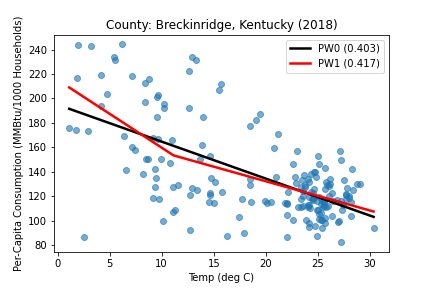 County: Breckinridge, Kentucky (2018)
Per-Capita Consumption (MMBtu/1000 Households)
240
220
200
180
160
140
120
100
80
PW0 (0.403)
PW1 (0.417)
0 5 10 15 20 25 30
Temp (deg C)